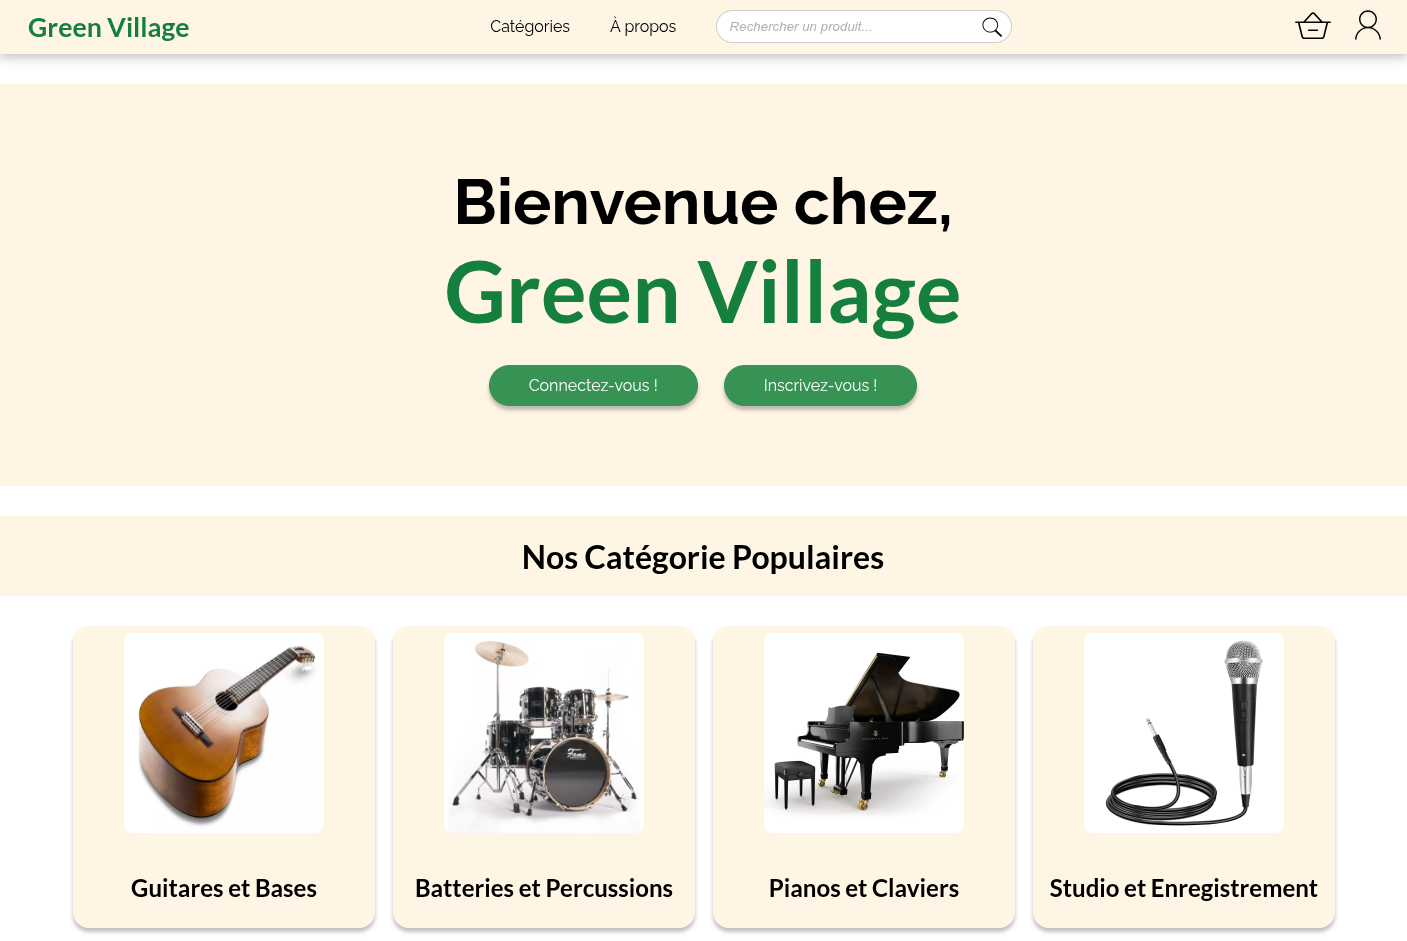 Green Village
Catégories
À propos
Rechercher un produit...
Bienvenue chez,
Green Village
Connectez-vous !
Inscrivez-vous !
Nos Catégorie Populaires
Fame
Guitares et Bases
Batteries et Percussions
Pianos et Claviers
Studio et Enregistrement